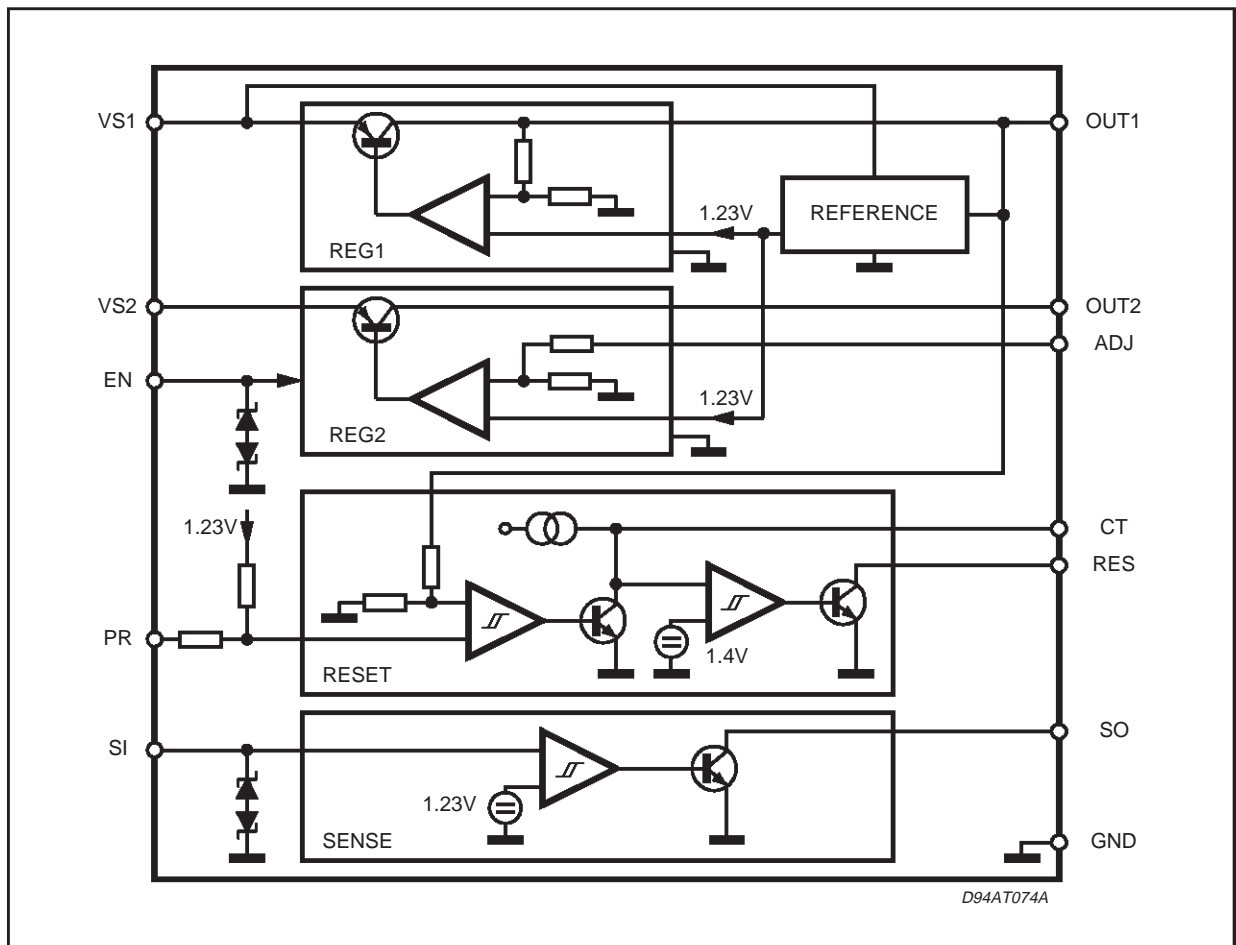 VS1
OUT1
REFERENCE
1.23V
REG1
VS2
OUT2
ADJ
EN
1.23V
REG2
1.23V
CT
RES
PR
1.4V
RESET
SI
SO
1.23V
SENSE
GND
D94AT074A